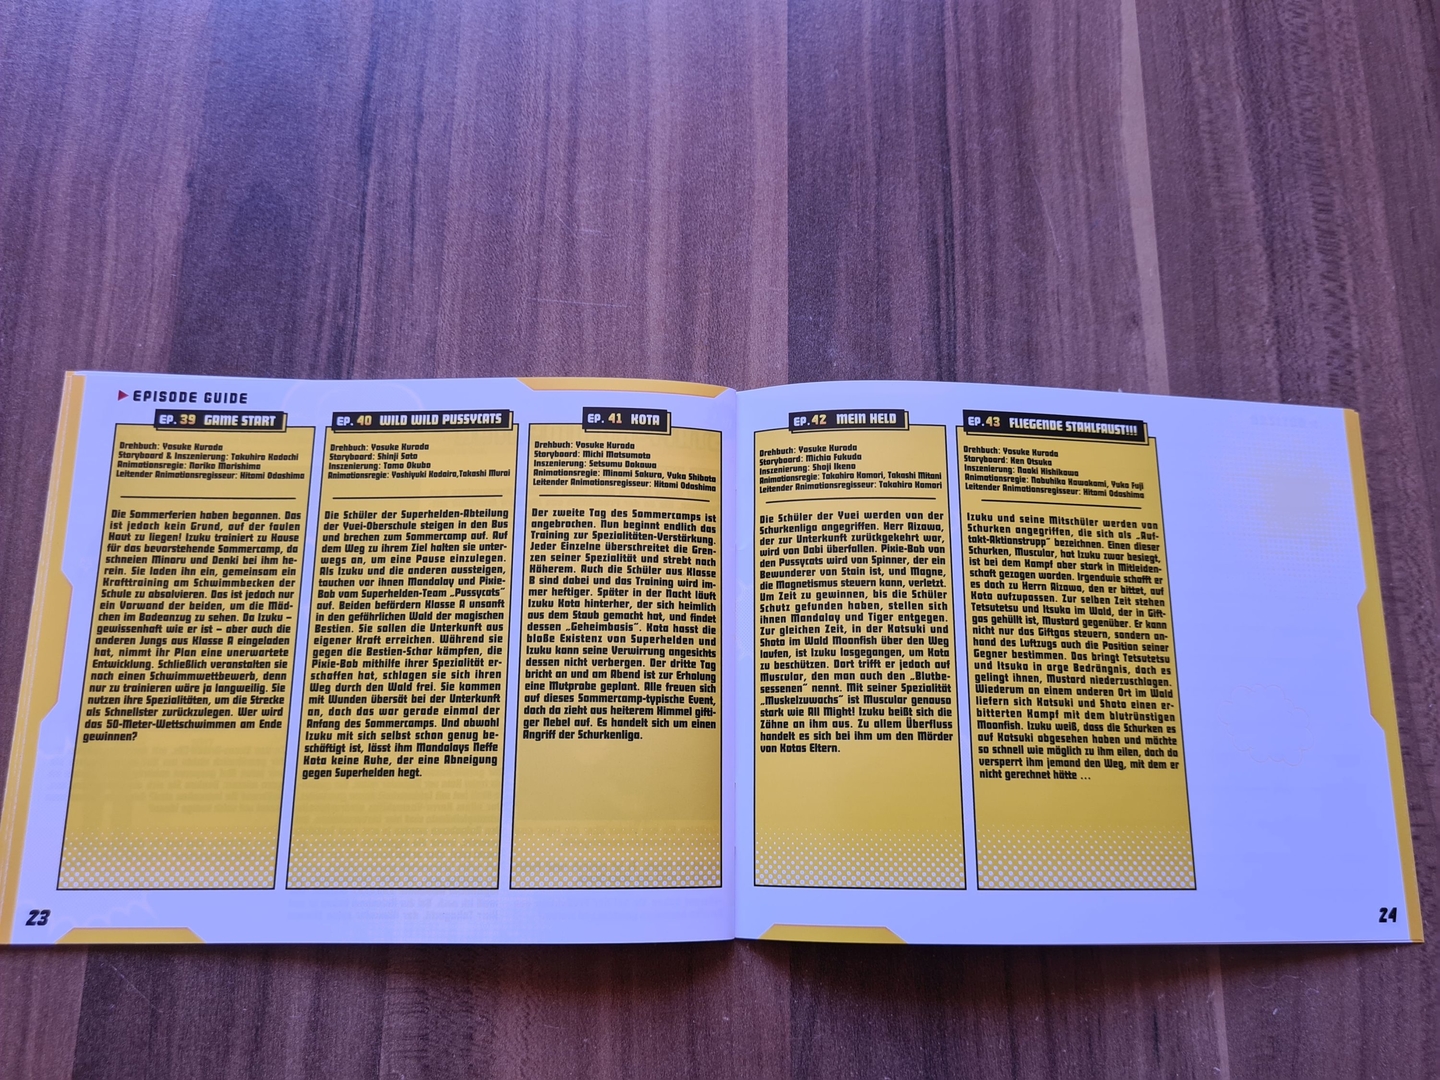 EPISODE GUIDE
EP. 39 GAME START
Drehbuch: Yosuke Kuroda
Storyboard & Inszenierung: Takuhiro Kadochi
Animationsregie: Noriko Morishima
Leitender Animationsregisseur: Hitomi Odashima
Die Sommerferien haben begonnen. Das
ist jedoch kein Grund, auf der faulen
Haut zu liegen! Izuku trainiert zu Hause
für das bevorstehende Sommercamp, da
schneien Minoru und Denki bei ihm he-
rein. Sie laden ihn ein, gemeinsam ein
Krafttraining am Schwimmbecken der
Schule zu absolvieren. Das ist jedoch nur
ein Vorwand der beiden, um die Mäd-
chen im Badeanzug zu sehen. Da Izuku –
gewissenhaft wie er ist – aber auch die
anderen Jungs aus Klasse A eingeladen
hat, nimmt ihr Plan eine unerwartete
Entwicklung. Schließlich veranstalten sie
noch einen Schwimmwettbewerb, denn
nur zu trainieren wäre ja langweilig. Sie
nutzen ihre Spezialitäten, um die Strecke
als Schnellster zurückzulegen. Wer wird
das 50-Meter-Wettschwimmen am Ende
gewinnen?
EP. 40 WILD WILD PUSSYCATS
Drehbuch: Yosuke Kuroda
Storyboard: Shinji Sato
Inszenierung: Tomo Okubo
Animationsregie: Yoshiyuki Kodaira,Takashi Murai
Die Schüler der Superhelden-Abteilung
der Yuei-Oberschule steigen in den Bus
und brechen zum Sommercamp auf. Auf
dem Weg zu ihrem Ziel halten sie unter-
wegs an, um eine Pause einzulegen.
Als Izuku und die anderen aussteigen,
tauchen vor ihnen Mandalay und Pixie-
Bob vom Superhelden-Team „Pussycats“
auf. Beiden befördern Klasse A unsanft
in den gefährlichen Wald der magischen
Bestien. Sie sollen die Unterkunft aus
eigener Kraft erreichen. Während sie
gegen die Bestien-Schar kämpfen, die
Pixie-Bob mithilfe ihrer Spezialität er-
schaffen hat, schlagen sie sich ihren
Weg durch den Wald frei. Sie kommen
mit Wunden übersät bei der Unterkunft
an, doch das war gerade einmal der
Anfang des Sommercamps. Und obwohl
Izuku mit sich selbst schon genug be-
schäftigt ist, lässt ihm Mandalays Neffe
Kota keine Ruhe, der eine Abneigung
gegen Superhelden hegt.
EP. 41 KOTA
Drehbuch: Yosuke Kuroda
Storyboard: Michi Matsumoto
Inszenierung: Setsumu Dokawa
Animationsregie: Minami Sakura, Yuko Shibata
Leitender Animationsregisseur: Hitomi Odashima
Der zweite Tag des Sommercamps ist
angebrochen. Nun beginnt endlich das
Training zur Spezialitäten-Verstärkung.
Jeder Einzelne überschreitet die Gren-
zen seiner Spezialität und strebt nach
Höherem. Auch die Schüler aus Klasse
B sind dabei und das Training wird im-
mer heftiger. Später in der Nacht läuft
Izuku Kota hinterher, der sich heimlich
aus dem Staub gemacht hat, und findet
dessen „Geheimbasis“. Kota hasst die
bloße Existenz von Superhelden und
Izuku kann seine Verwirrung angesichts
dessen nicht verbergen. Der dritte Tag
bricht an und am Abend ist zur Erholung
eine Mutprobe geplant. Alle freuen sich
auf dieses Sommercamp-typische Event,
doch da zieht aus heiterem Himmel gifti-
ger Nebel auf. Es handelt sich um einen
Angriff der Schurkenliga.
EP. 42 MEIN HELD
Drehbuch: Yosuke Kuroda
Storyboard: Michio Fukuda
Inszenierung: Shoji Ikeno
Animationsregie: Takahiro Komori, Takashi Mitani
Leitender Animationsregisseur: Takahiro Komori
Die Schüler der Yuei werden von der
Schurkenliga angegriffen. Herr Aizawa,
der zur Unterkunft zurückgekehrt war,
wird von Dabi überfallen. Pixie-Bob von
den Pussycats wird von Spinner, der ein
Bewunderer von Stain ist, und Magne,
die Magnetismus steuern kann, verletzt.
Um Zeit zu gewinnen, bis die Schüler
Schutz gefunden haben, stellen sich
ihnen Mandalay und Tiger entgegen.
Zur gleichen Zeit, in der Katsuki und
Shoto im Wald Moonfish über den Weg
laufen, ist Izuku losgegangen, um Kota
zu beschützen. Dort trifft er jedoch auf
Muscular, den man auch den „Blutbe-
sessenen“ nennt. Mit seiner Spezialität
„Muskelzuwachs“ ist Muscular genauso
stark wie All Might! Izuku beißt sich die
Zähne an ihm aus. Zu allem Überfluss
handelt es sich bei ihm um den Mörder
von Kotas Eltern.
EP. 43 FLIEGENDE STAHLFAUST!!!
Drehbuch: Yosuke Kuroda
Storyboard: Ken Otsuka
Inszenierung: Naoki Hishikawa
Animationsregie: Nobuhiko Kawakami, Yuko Fuji
Leitender Animationsregisseur: Hitomi Odashima
Izuku und seine Mitschüler werden von
Schurken angegriffen, die sich als „Auf-
takt-Aktionstrupp“ bezeichnen. Einen dieser
Schurken, Muscular, hat Izuku zwar besiegt,
ist bei dem Kampf aber stark in Mitleiden-
schaft gezogen worden. Irgendwie schafft er
es doch zu Herrn Aizawa, den er bittet, auf
Kota aufzupassen. Zur selben Zeit stehen
Tetsutetsu und Itsuka im Wald, der in Gift-
gas gehüllt ist, Mustard gegenüber. Er kann
nicht nur das Giftgas steuern, sondern an-
hand des Luftzugs auch die Position seiner
Gegner bestimmen. Das bringt Tetsutetsu
und Itsuka in arge Bedrängnis, doch es
gelingt ihnen, Mustard niederzuschlagen.
Wiederum an einem anderen Ort im Wald
liefern sich Katsuki und Shoto einen er-
bitterten Kampf mit dem blutrünstigen
Moonfish. Izuku weiß, dass die Schurken es
auf Katsuki abgesehen haben und möchte
so schnell wie möglich zu ihm eilen, doch da
versperrt ihm jemand den Weg, mit dem er
nicht gerechnet hätte ...
23
24